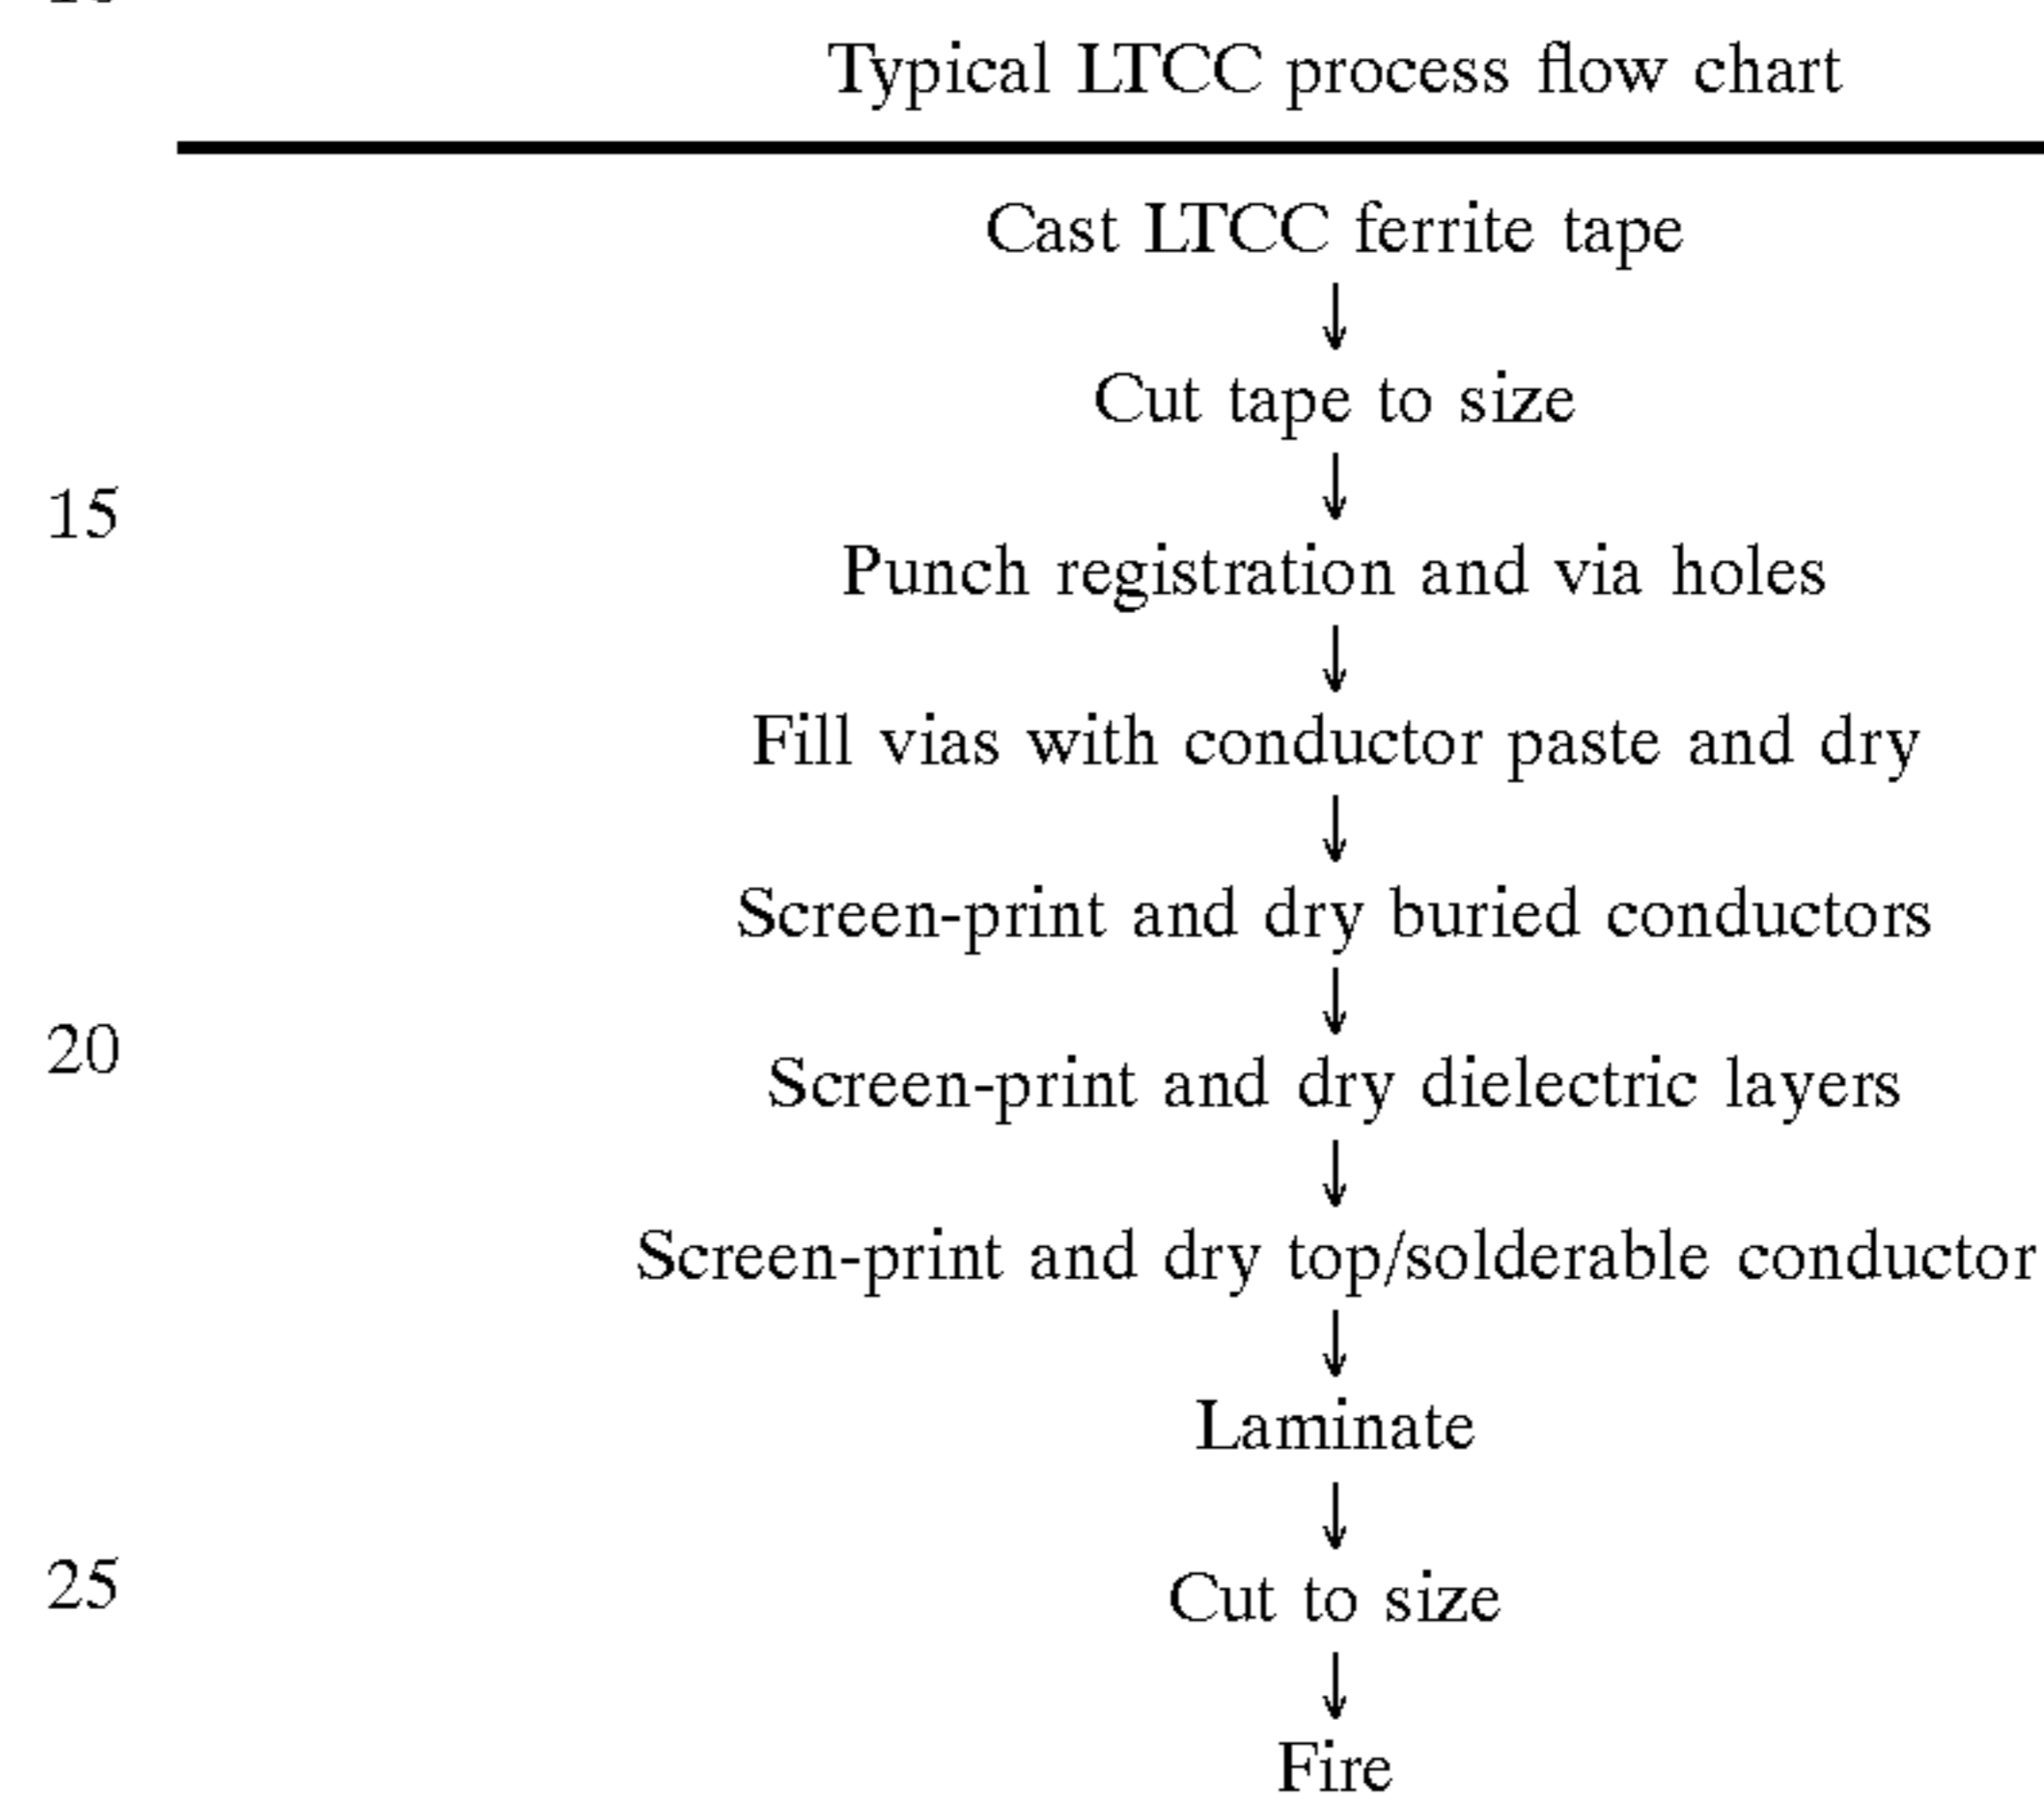 Typical LTCC process flow chart
Cast LTCC ferrite tape
↓
Cut tape to size
↓
15
Punch registration and via holes
↓
Fill vias with conductor paste and dry
↓
Screen-print and dry buried conductors
↓
20
Screen-print and dry dielectric layers
↓
Screen-print and dry top/solderable conductor
↓
Laminate
↓
25
Cut to size
↓
Fire